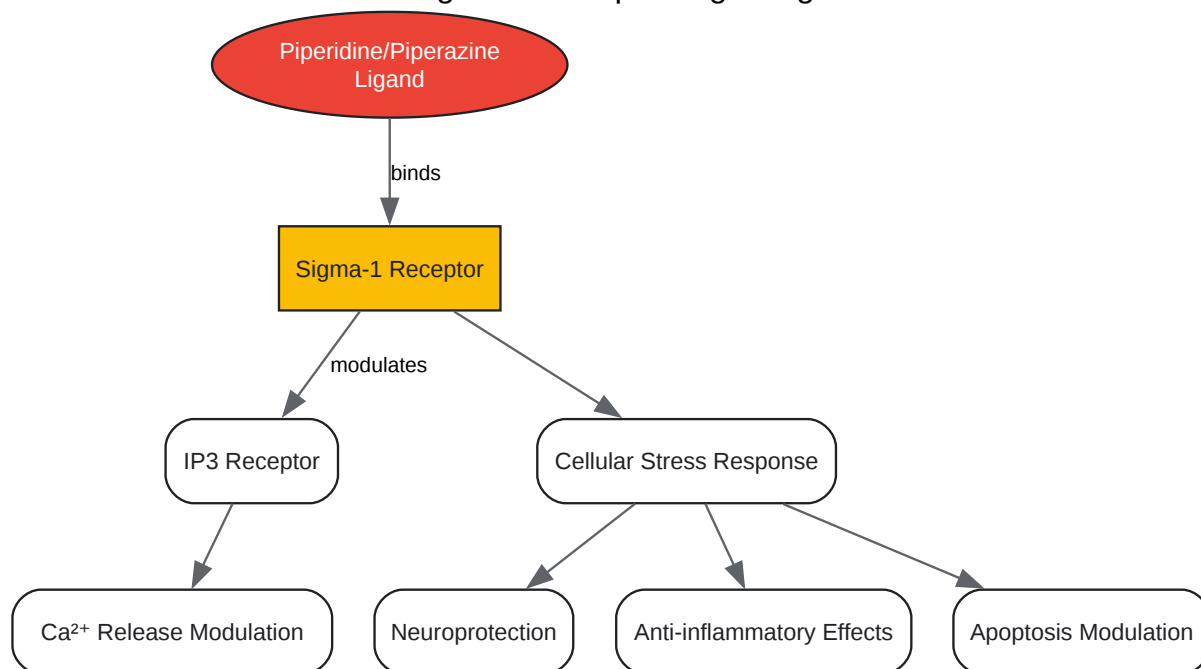 Piperidine/Piperazine
Ligand
binds
Sigma-1 Receptor
modulates
IP3 Receptor
Cellular Stress Response
Ca²⁺ Release Modulation
Neuroprotection
Anti-inflammatory Effects
Apoptosis Modulation